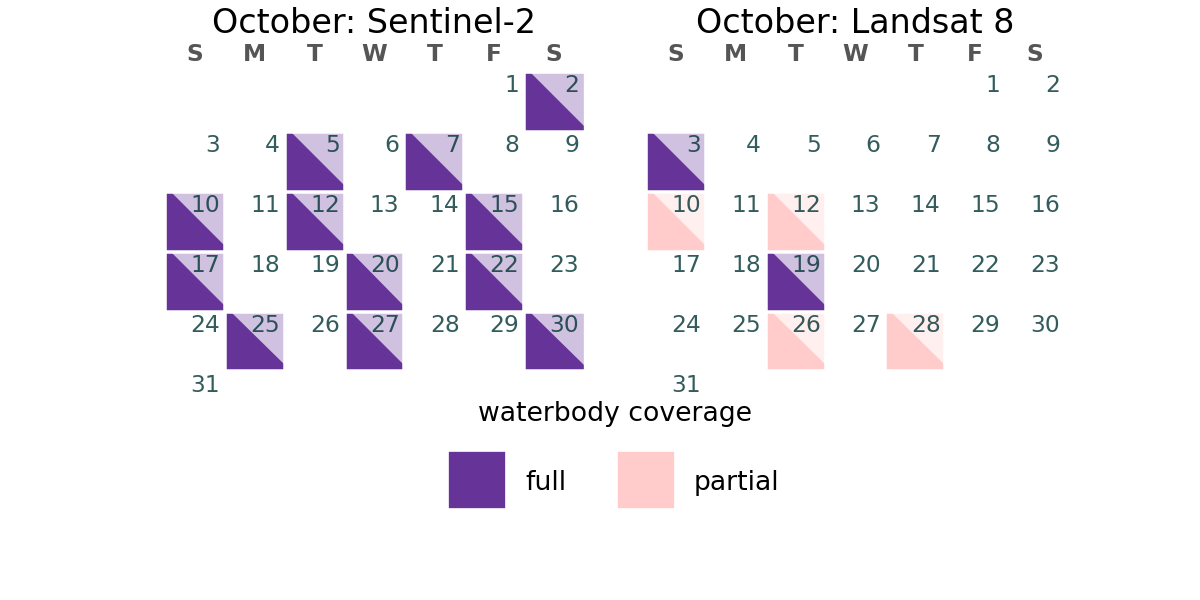 October: Sentinel-2
S M T W T F S
1 2
3 4 5 6 7 8 9
10 11 12 13 14 15 16
17 18 19 20 21 22 23
24 25 26 27 28 29 30
31
October: Landsat 8
S M T W T F S
1 2
3 4 5 6 7 8 9
10 11 12 13 14 15 16
17 18 19 20 21 22 23
24 25 26 27 28 29 30
31
waterbody coverage
full
partial